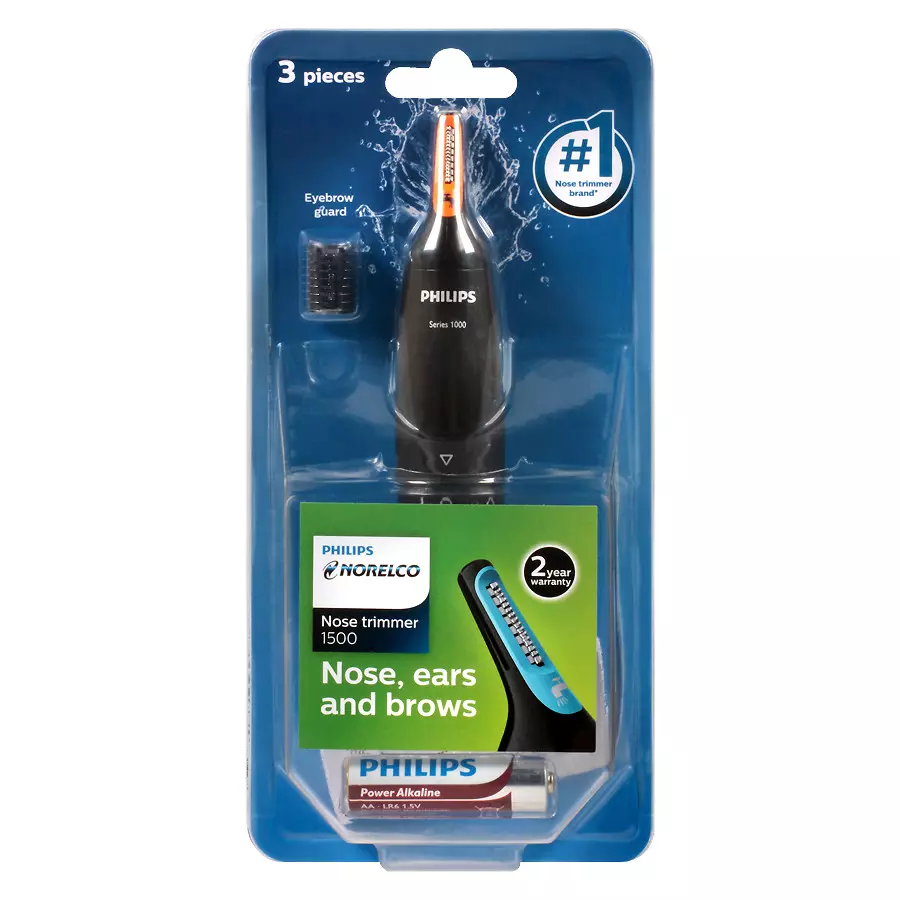 3 pieces
#1
Nose trimmer
brand*
Eyebrow
guard
PHILIPS
Series 1000
PHILIPS
NORELCO
Nose trimmer
1500
2 year
warranty
Nose, ears
and brows
PHILIPS
Power Alkaline
AA · LR6 1.5V